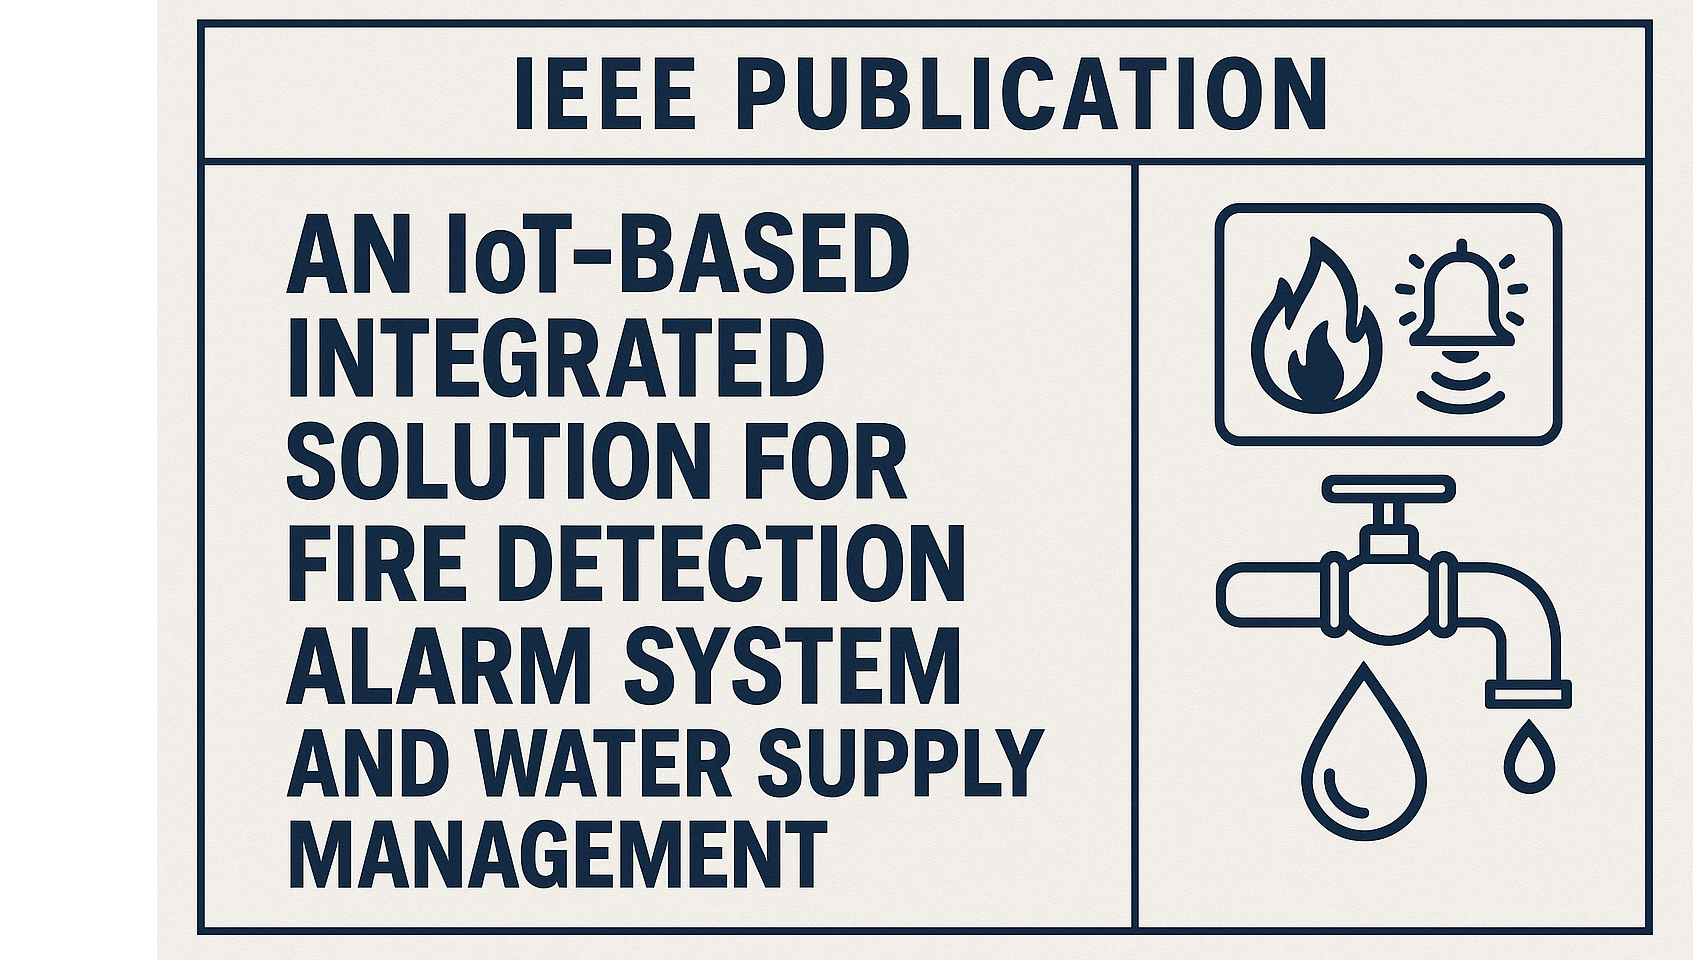 IEEE PUBLICATION
AN IoT-BASED
INTEGRATED
SOLUTION FOR
FIRE DETECTION
ALARM SYSTEM
AND WATER SUPPLY
MANAGEMENT